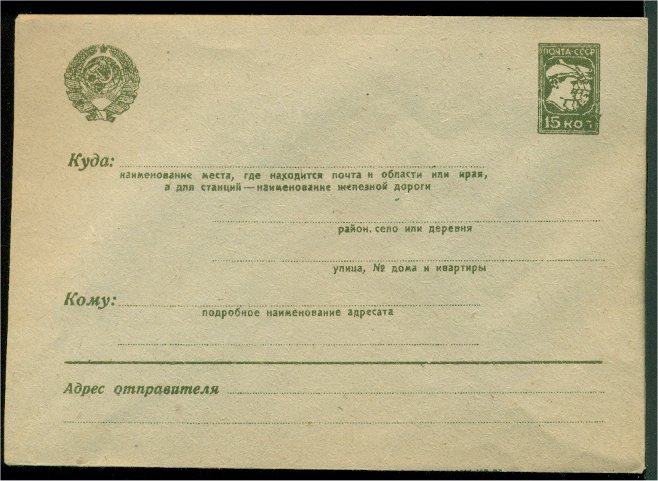 ПОЧТА-СССР
15 КОП
Куда:
наименование места, где находится почта и области или края,
а для станций — наименование железной дороги
район, село или деревня
улица, № дома и квартиры
Кому:
подробное наименование адресата
Адрес отправителя